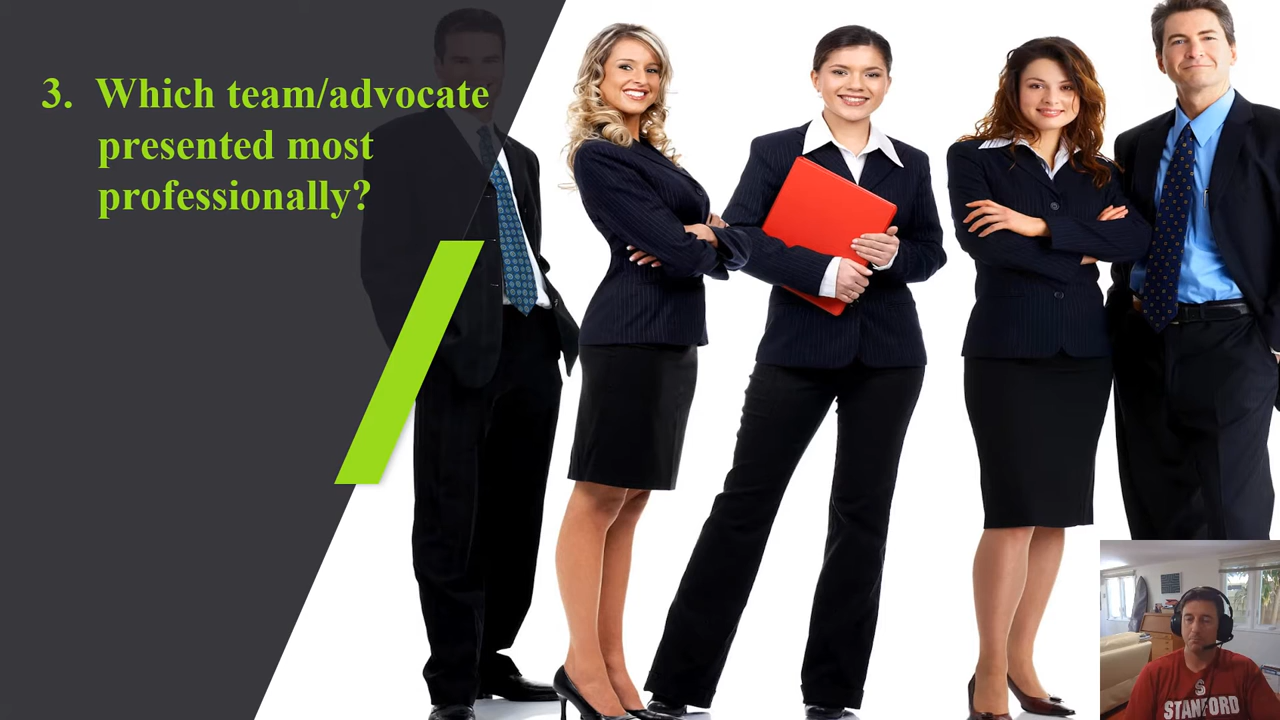 3. Which team/advocate
presented most
professionally?
S
STANFORD